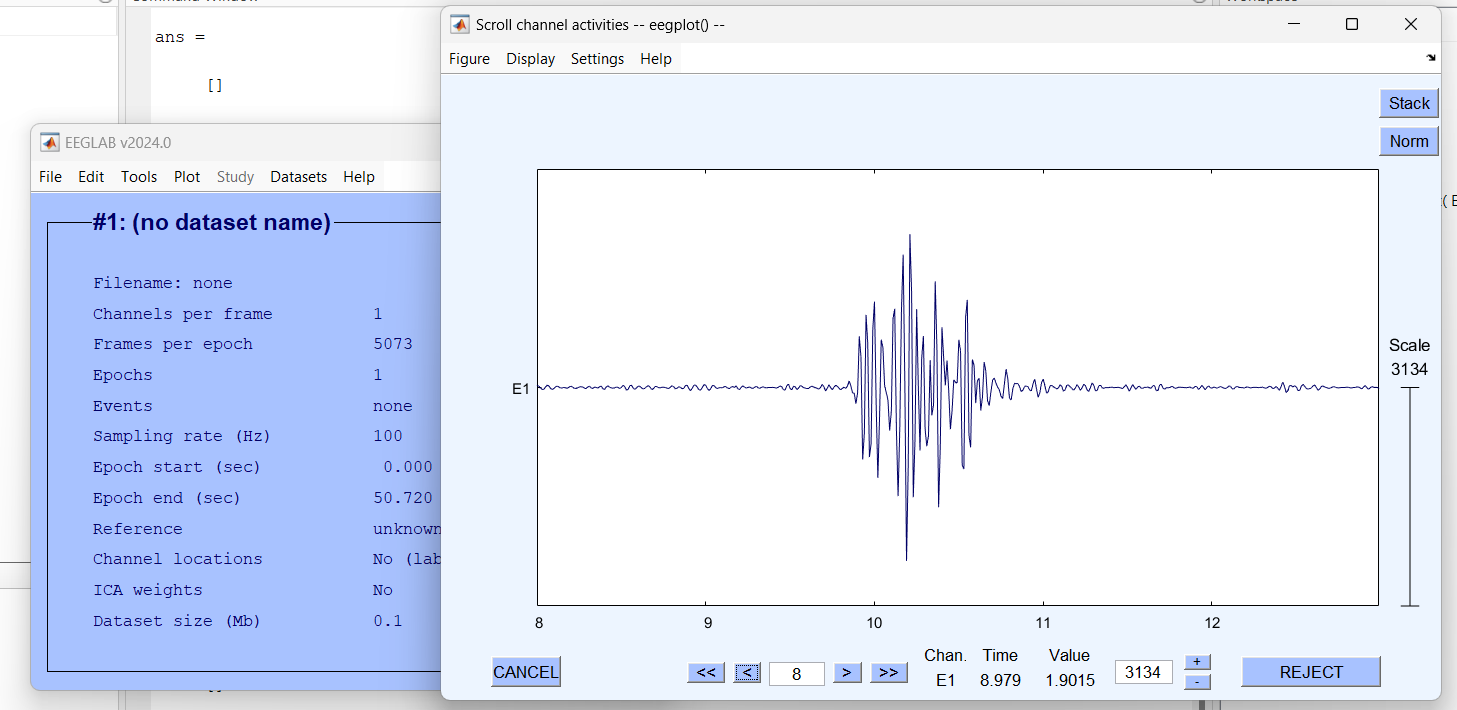 ans =
[]
EEGLAB v2024.0
File Edit Tools Plot Study Datasets Help
#1: (no dataset name)
Filename: none
Channels per frame 1
Frames per epoch 5073
Epochs 1
Events none
Sampling rate (Hz) 100
Epoch start (sec) 0.000
Epoch end (sec) 50.720
Reference unknown
Channel locations No (lab
ICA weights No
Dataset size (Mb) 0.1
Scroll channel activities -- eegplot() --
Figure Display Settings Help
Stack
Norm
E1
Scale
3134
8 9 10 11 12
CANCEL << < 8 > >>
Chan. Time Value
E1 8.979 1.9015
3134 + -
REJECT